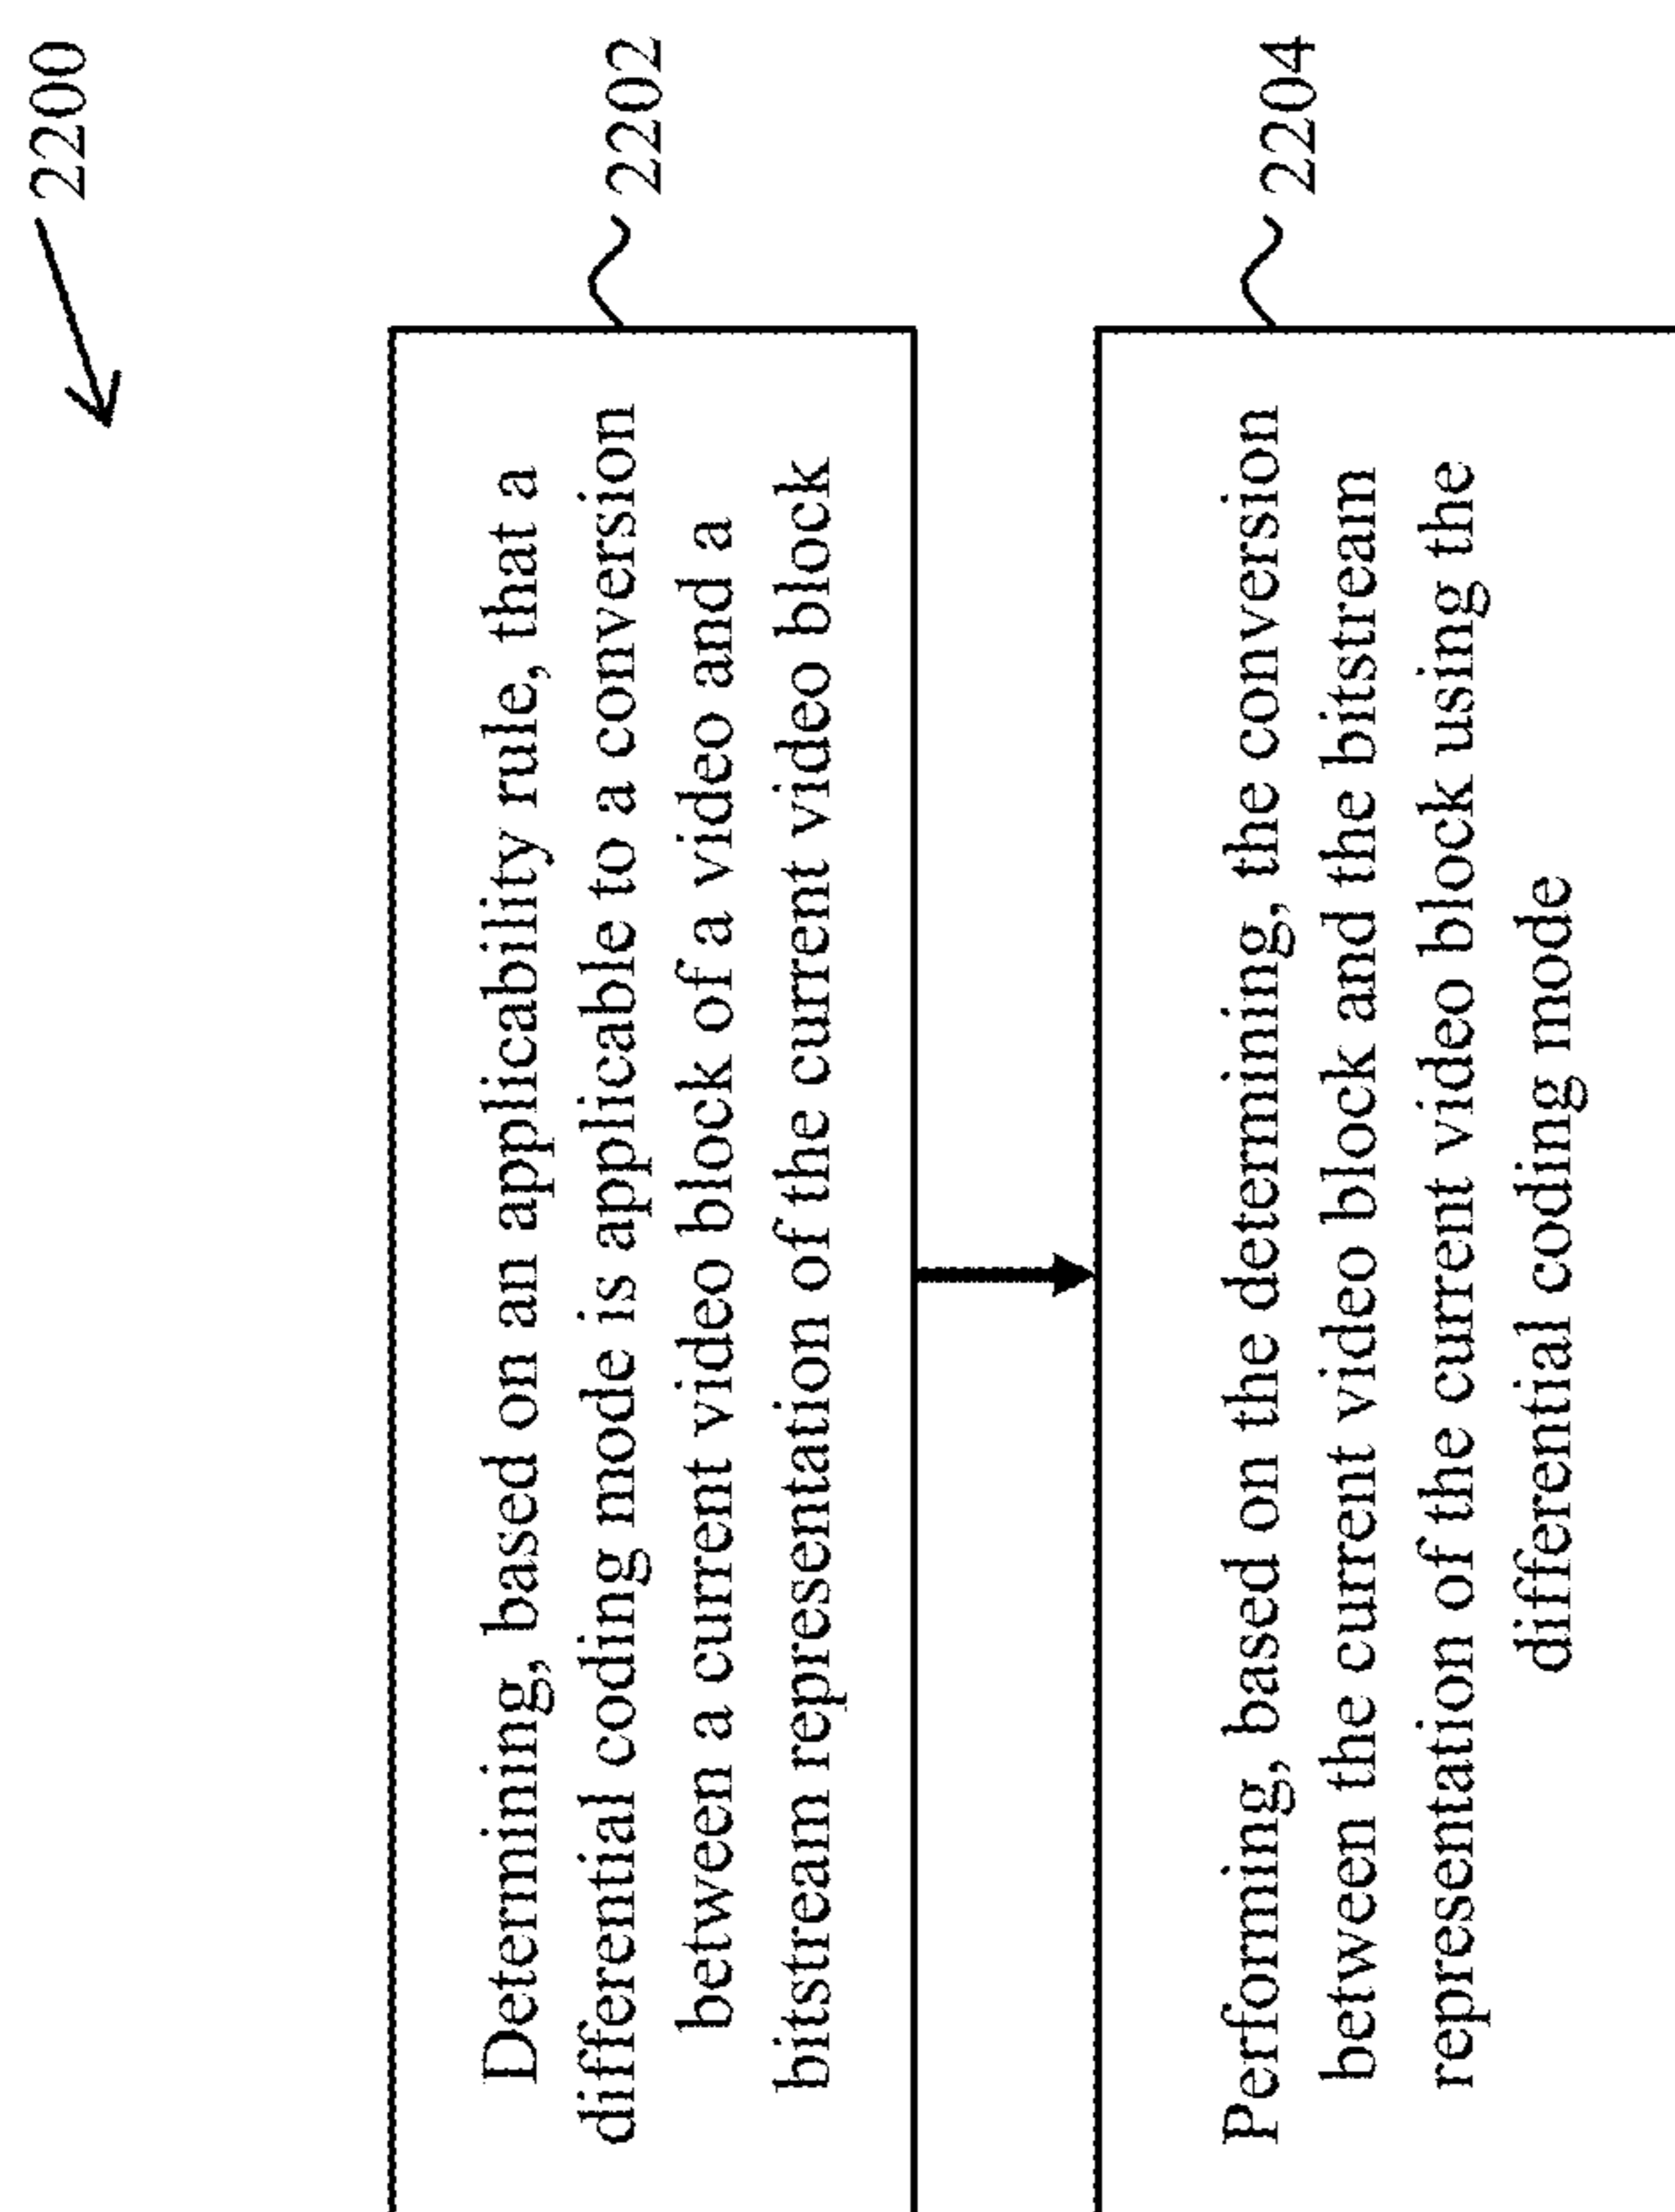 2200
Determining, based on an applicability rule, that a
differential coding mode is applicable to a conversion
between a current video block of a video and a
bitstream representation of the current video block
2202
Performing, based on the determining, the conversion
between the current video block and the bitstream
representation of the current video block using the
differential coding mode
2204